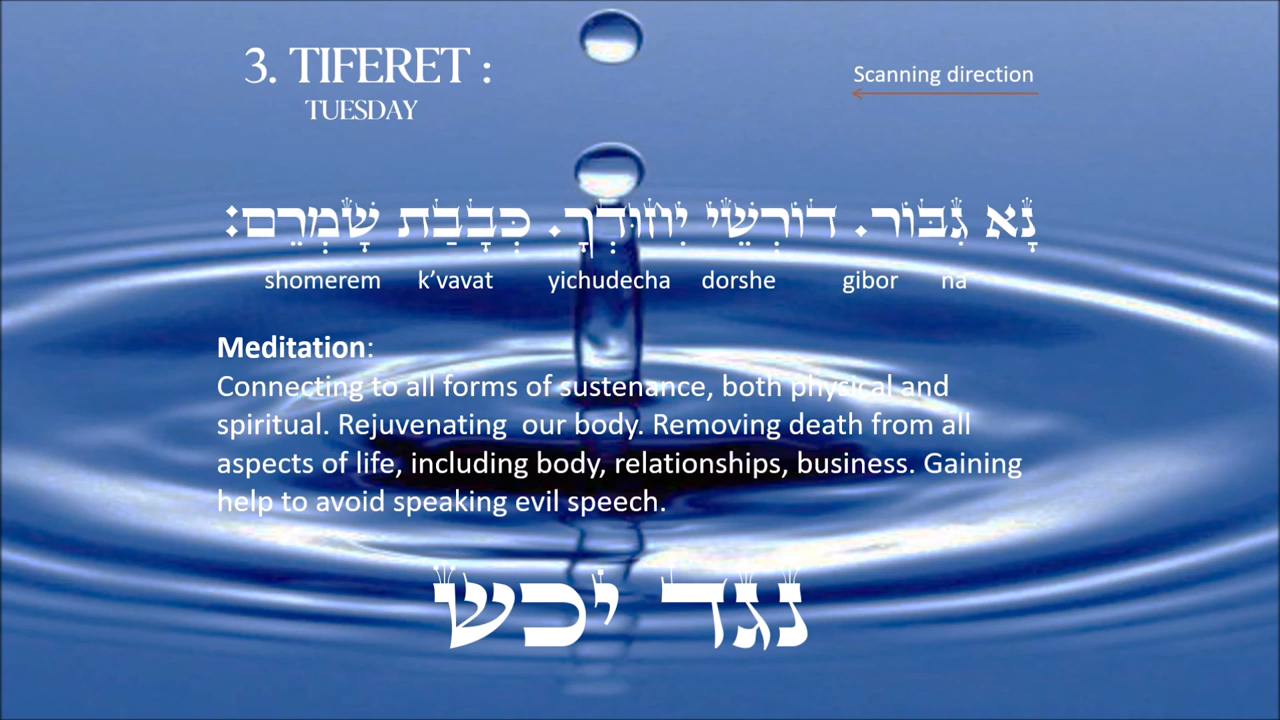 3. TIFERET :
TUESDAY
Scanning direction
נָא גִּבּוֹר. דּוֹרְשֵׁי יִחוּדְךָ. כְּבָבַת שָׁמְרֵם:
shomerem k’vavat yichudecha dorshe gibor na
Meditation:
Connecting to all forms of sustenance, both physical and
spiritual. Rejuvenating our body. Removing death from all
aspects of life, including body, relationships, business. Gaining
help to avoid speaking evil speech.
נגד יכש